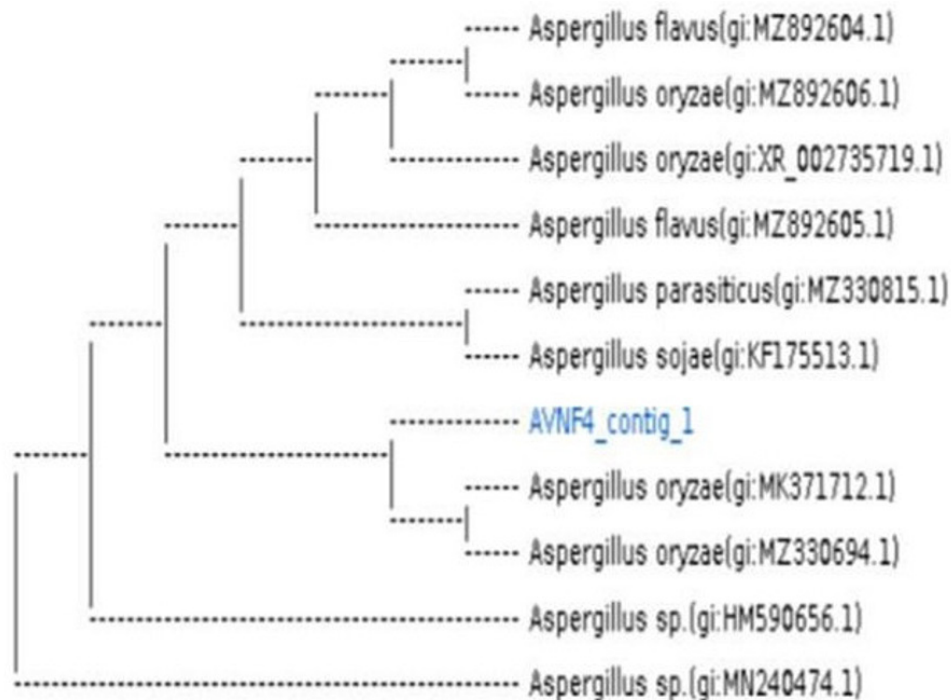 Aspergillus flavus(gi:MZ892604.1)
Aspergillus oryzae(gi:MZ892606.1)
Aspergillus oryzae(gi:XR_002735719.1)
Aspergillus flavus(gi:MZ892605.1)
Aspergillus parasiticus(gi:MZ330815.1)
Aspergillus sojae(gi:KF175513.1)
AVNF4_contig_1
Aspergillus oryzae(gi:MK371712.1)
Aspergillus oryzae(gi:MZ330694.1)
Aspergillus sp.(gi:HM590656.1)
Aspergillus sp.(gi:MN240474.1)